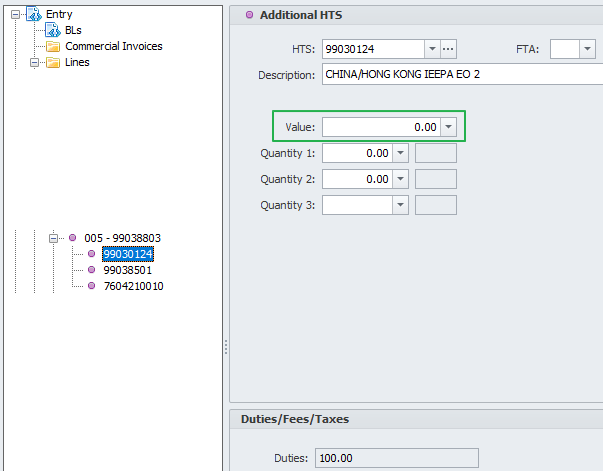 Entry
BLs
Commercial Invoices
Lines
005 - 99038803
99030124
99038501
7604210010
Additional HTS
HTS: 99030124 FTA:
Description: CHINA/HONG KONG IEEPA EO 2
Value: 0.00
Quantity 1: 0.00
Quantity 2: 0.00
Quantity 3:
Duties/Fees/Taxes
Duties: 100.00